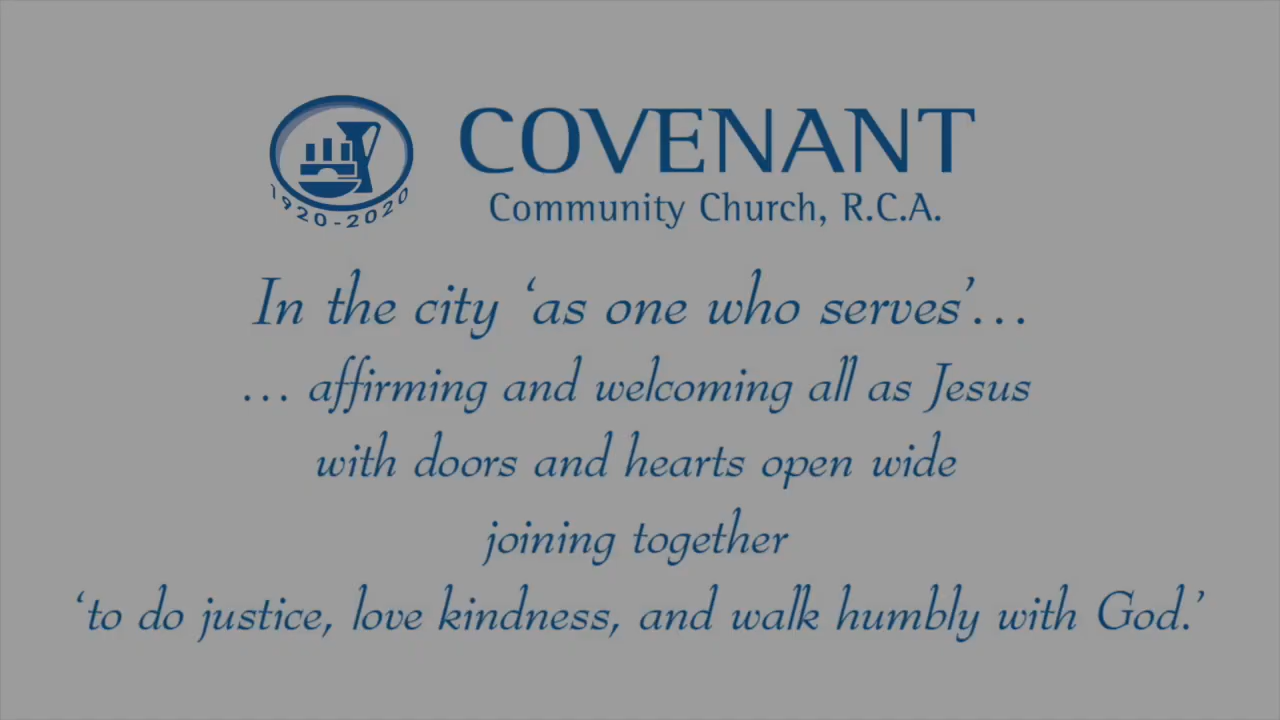 COVENANT
Community Church, R.C.A.
1920-2020
In the city ‘as one who serves’...
... affirming and welcoming all as Jesus
with doors and hearts open wide
joining together
‘to do justice, love kindness, and walk humbly with God.’